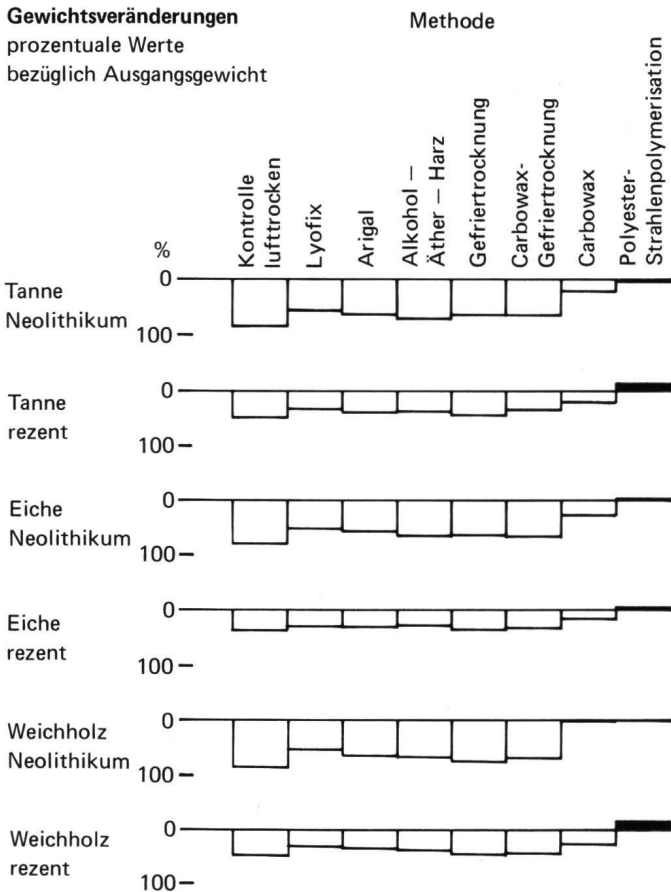 Gewichtsveränderungen
prozentuale Werte
bezüglich Ausgangsgewicht
Methode
Kontrolle
lufttrocken
Lyofix
Arigal
Alkohol –
Äther – Harz
Gefriertrocknung
Carbowax-
Gefriertrocknung
Carbowax
Polyester-
Strahlenpolymerisation
%
0
Tanne
Neolithikum
100
0
Tanne
rezent
100
0
Eiche
Neolithikum
100
0
Eiche
rezent
100
0
Weichholz
Neolithikum
100
0
Weichholz
rezent
100